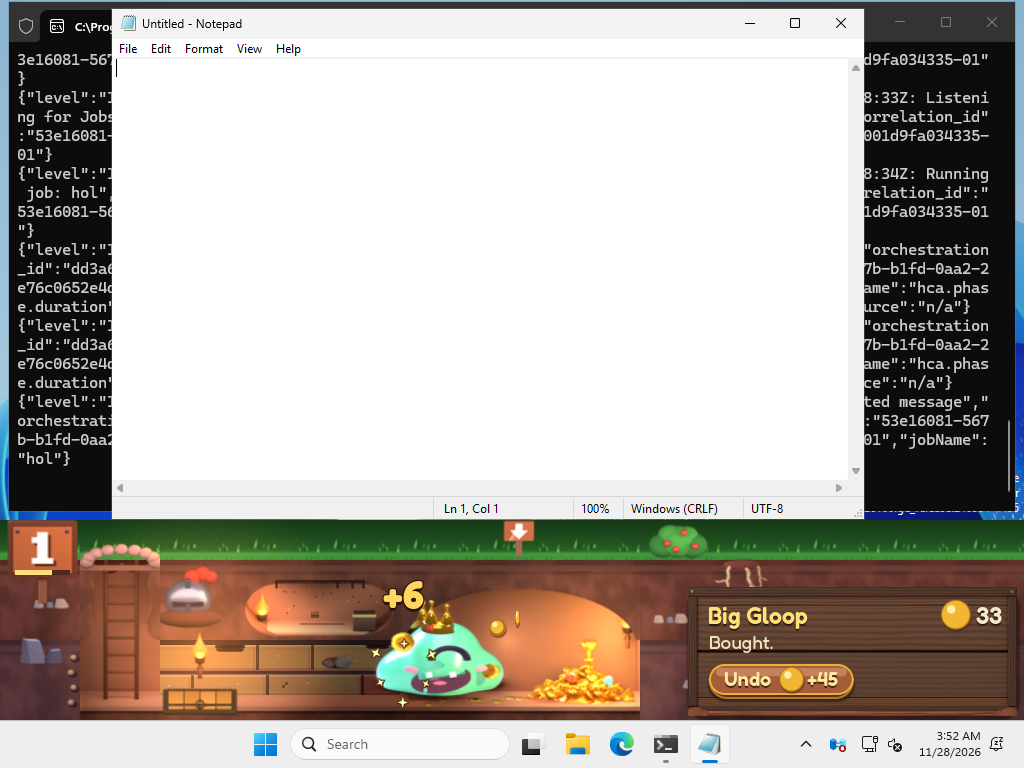 C:\Prog
Untitled - Notepad
File Edit Format View Help
3e16081-567
d9fa034335-01"
}
{"level":"I
8:33Z: Listeni
ng for Jobs
orrelation_id"
:"53e16081-
001d9fa034335-
01"}
{"level":"I
8:34Z: Running
job: hol",
relation_id":"
53e16081-56
1d9fa034335-01
"}
{"level":"I
"orchestration
_id":"dd3a6
7b-b1fd-0aa2-2
e76c0652e4d
ame":"hca.phas
e.duration"
urce":"n/a"}
{"level":"I
"orchestration
_id":"dd3a6
7b-b1fd-0aa2-2
e76c0652e4d
ame":"hca.phas
e.duration"
ce":"n/a"}
{"level":"I
ted message","
orchestrati
:"53e16081-567
b-b1fd-0aa2
01","jobName":
"hol"}
Ln 1, Col 1
100%
Windows (CRLF)
UTF-8
1
+6
Big Gloop
33
Bought.
Undo +45
Search
3:52 AM
11/28/2026